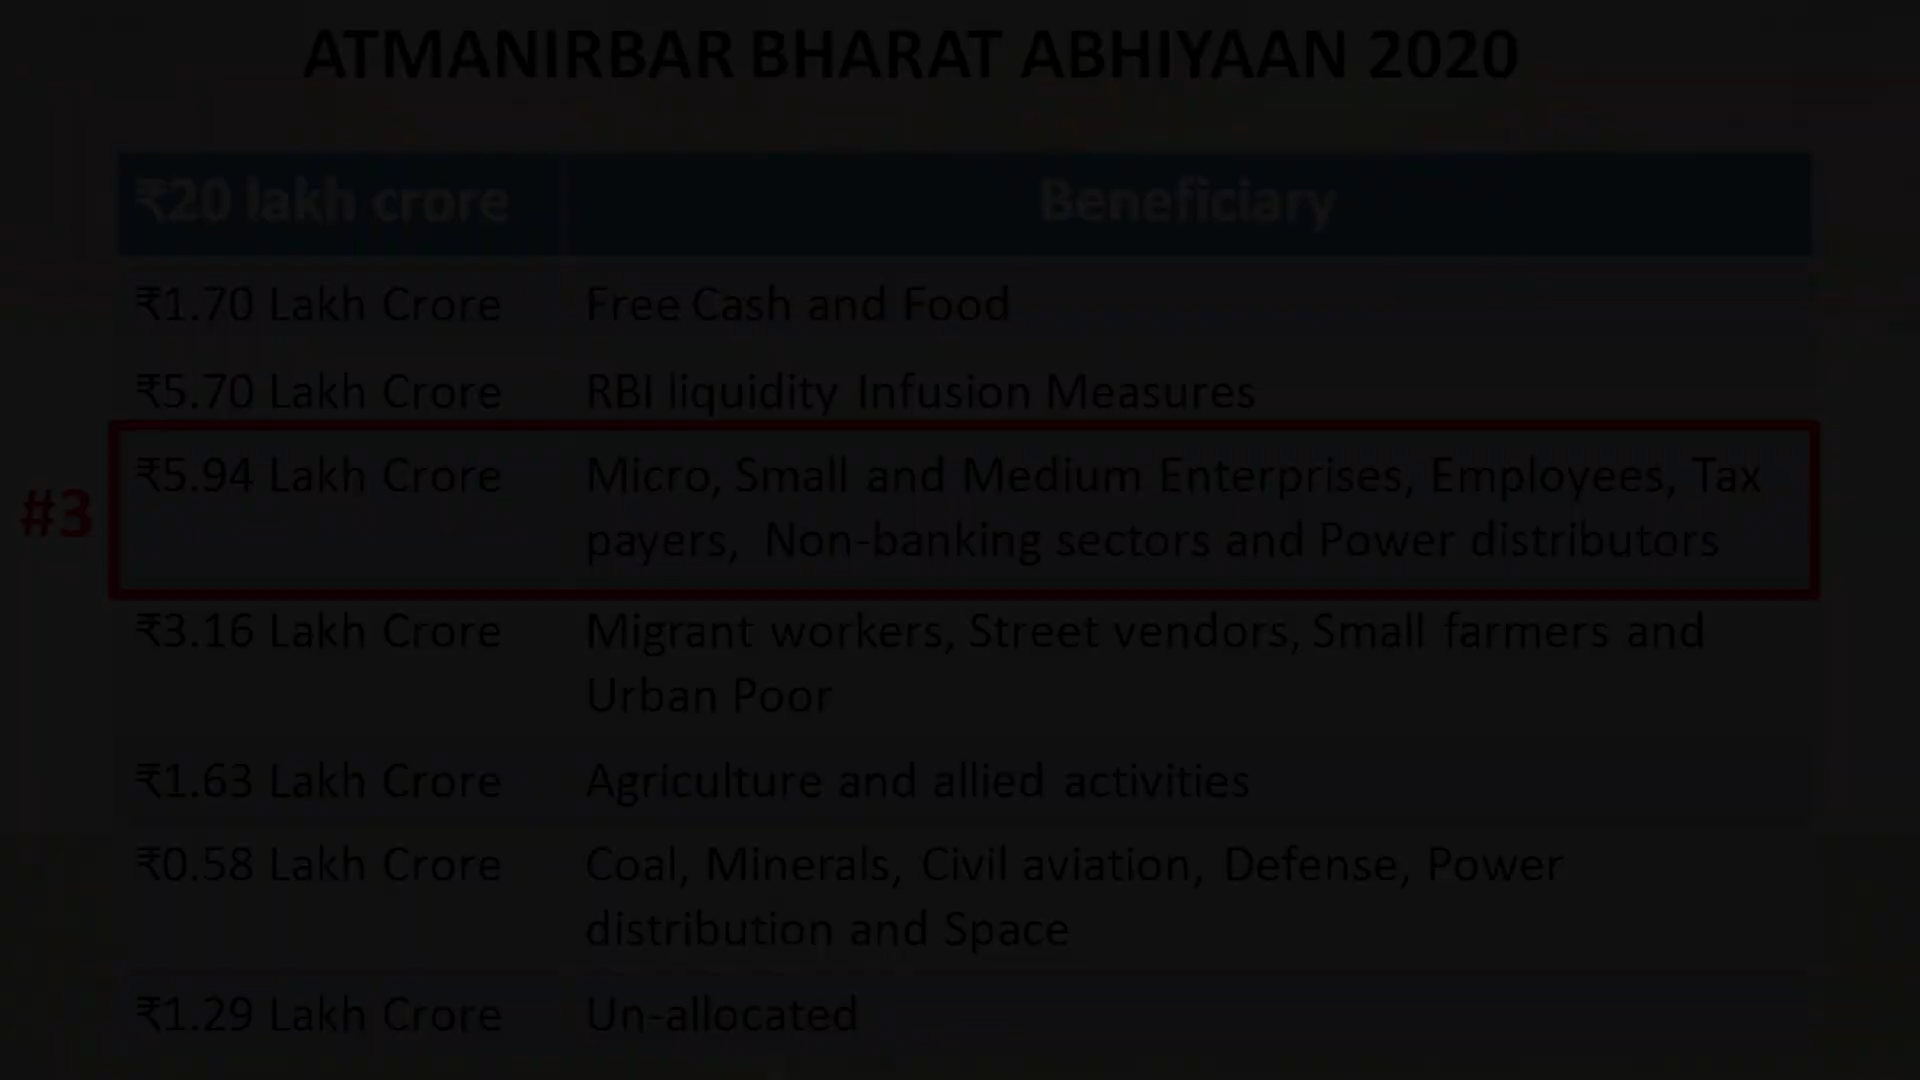 ATMANIRBAR BHARAT ABHIYAAN 2020
₹20 lakh crore Beneficiary
₹1.70 Lakh Crore Free Cash and Food
₹5.70 Lakh Crore RBI liquidity Infusion Measures
#3
₹5.94 Lakh Crore Micro, Small and Medium Enterprises, Employees, Tax
payers, Non-banking sectors and Power distributors
₹3.16 Lakh Crore Migrant workers, Street vendors, Small farmers and
Urban Poor
₹1.63 Lakh Crore Agriculture and allied activities
₹0.58 Lakh Crore Coal, Minerals, Civil aviation, Defense, Power
distribution and Space
₹1.29 Lakh Crore Un-allocated